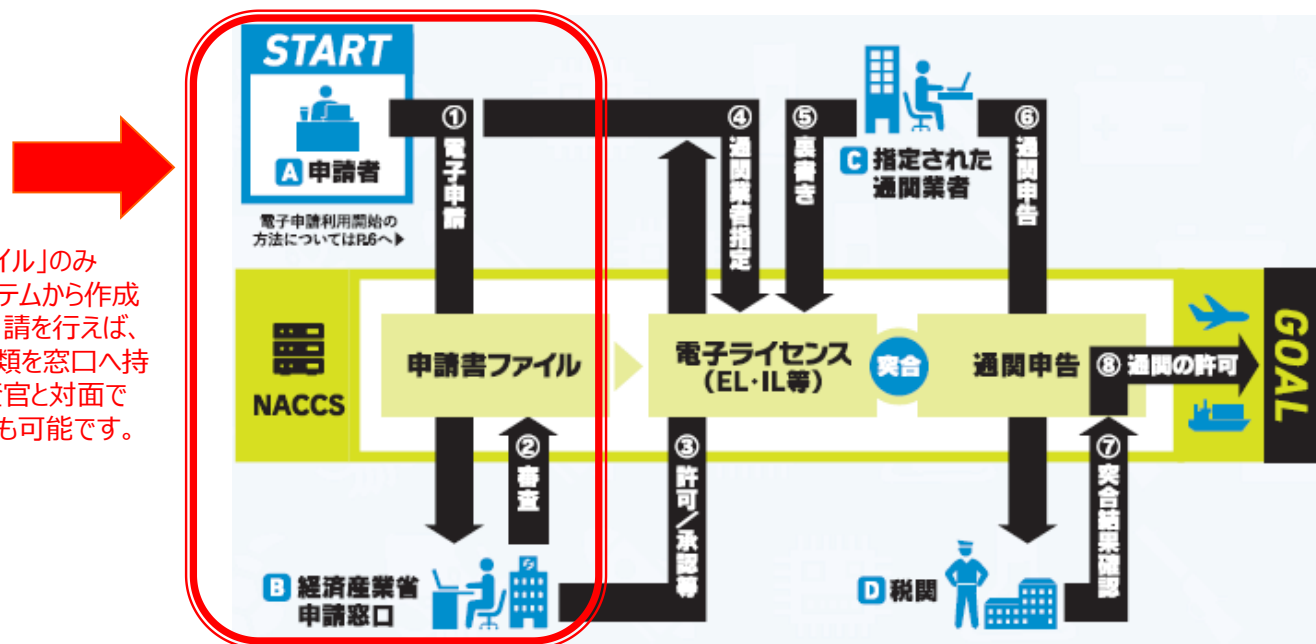 START
A 申請者
電子申請利用開始の
方法についてはP.6へ▶
① 電子申請
④ 通関業者指定
⑤ 裏書き
C 指定された
通関業者
⑥ 通関申告
イル」のみ
テムから作成
請を行えば、
類を窓口へ持
官と対面で
も可能です。
NACCS
申請書ファイル
電子ライセンス
(EL・IL等)
突合
通関申告
⑧ 通関の許可
GOAL
② 審査
③ 許可/承認等
⑦ 突合結果確認
B 経済産業省
申請窓口
D 税関